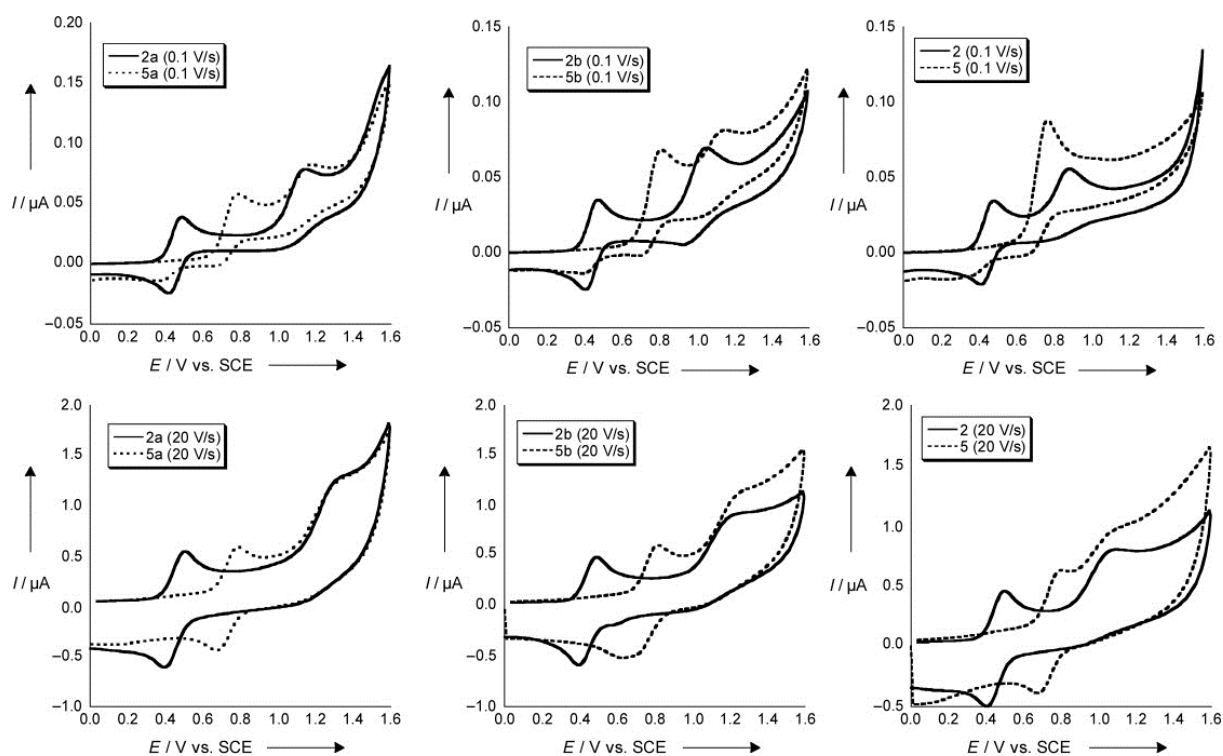 0.20
0.15
0.10
0.05
0.00
−0.05
I / μA
2a (0.1 V/s)
5a (0.1 V/s)
0.0 0.2 0.4 0.6 0.8 1.0 1.2 1.4 1.6
E / V vs. SCE
0.15
0.10
0.05
0.00
−0.05
I / μA
2b (0.1 V/s)
5b (0.1 V/s)
0.0 0.2 0.4 0.6 0.8 1.0 1.2 1.4 1.6
E / V vs. SCE
0.15
0.10
0.05
0.00
−0.05
I / μA
2 (0.1 V/s)
5 (0.1 V/s)
0.0 0.2 0.4 0.6 0.8 1.0 1.2 1.4 1.6
E / V vs. SCE
2.0
1.5
1.0
0.5
0.0
−0.5
−1.0
I / μA
2a (20 V/s)
5a (20 V/s)
0.0 0.2 0.4 0.6 0.8 1.0 1.2 1.4 1.6
E / V vs. SCE
2.0
1.5
1.0
0.5
0.0
−0.5
−1.0
I / μA
2b (20 V/s)
5b (20 V/s)
0.0 0.2 0.4 0.6 0.8 1.0 1.2 1.4 1.6
E / V vs. SCE
2.0
1.5
1.0
0.5
0.0
−0.5
I / μA
2 (20 V/s)
5 (20 V/s)
0.0 0.2 0.4 0.6 0.8 1.0 1.2 1.4 1.6
E / V vs. SCE